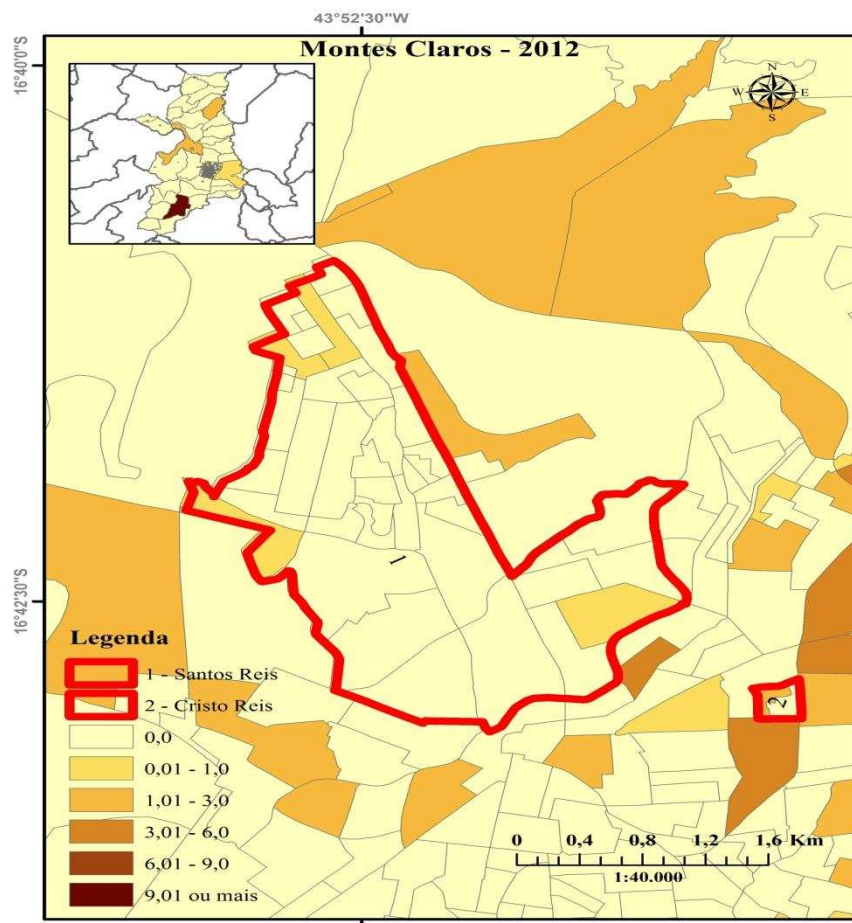 43°52'30"W
Montes Claros - 2012
16°40'0"S
N
W E
S
1
16°42'30"S
Legenda
1 - Santos Reis
2 - Cristo Reis
2
0,0
0,01 - 1,0
1,01 - 3,0
3,01 - 6,0
6,01 - 9,0
9,01 ou mais
0 0,4 0,8 1,2 1,6 Km
1:40.000